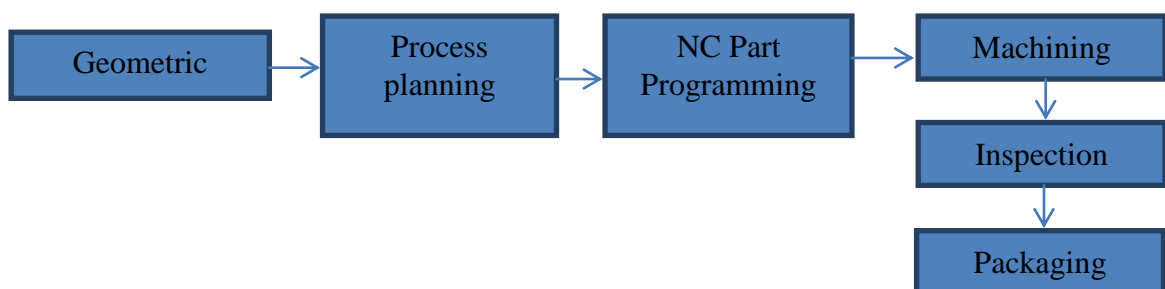 Geometric
Process
planning
NC Part
Programming
Machining
Inspection
Packaging